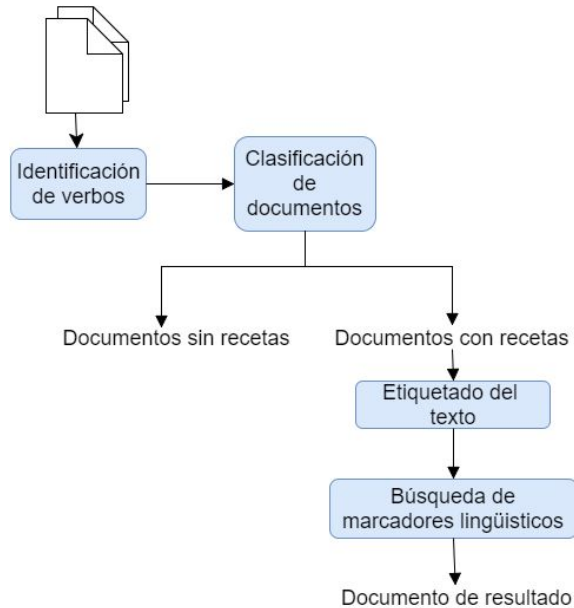 Identificación
de verbos
Clasificación
de
documentos
Documentos sin recetas
Documentos con recetas
Etiquetado del
texto
Búsqueda de
marcadores lingüisticos
Documento de resultado